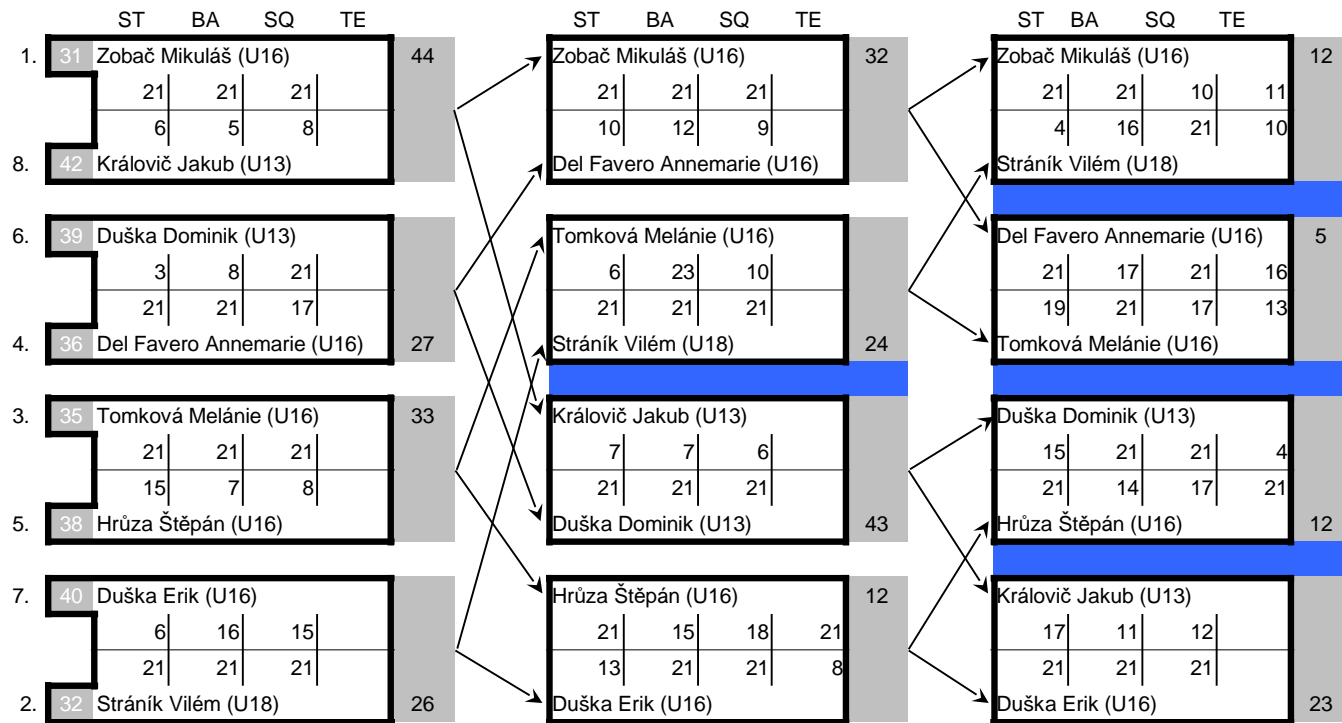 ST BA SQ TE ST BA SQ TE ST BA SQ TE
1. 31 Zobač Mikuláš (U16) 44 Zobač Mikuláš (U16) 32 Zobač Mikuláš (U16) 12
21 21 21 21 21 21 21 21 10 11
6 5 8 10 12 9 4 16 21 10
8. 42 Královič Jakub (U13) Del Favero Annemarie (U16) Stráník Vilém (U18)
6. 39 Duška Dominik (U13) Tomková Melánie (U16) Del Favero Annemarie (U16) 5
3 8 21 6 23 10 21 17 21 16
21 21 17 21 21 21 19 21 17 13
4. 36 Del Favero Annemarie (U16) 27 Stráník Vilém (U18) 24 Tomková Melánie (U16)
3. 35 Tomková Melánie (U16) 33 Královič Jakub (U13) Duška Dominik (U13)
21 21 21 7 7 6 15 21 21 4
15 7 8 21 21 21 21 14 17 21
5. 38 Hrůza Štěpán (U16) Duška Dominik (U13) 43 Hrůza Štěpán (U16) 12
7. 40 Duška Erik (U16) Hrůza Štěpán (U16) 12 Královič Jakub (U13)
6 16 15 21 15 18 21 17 11 12
21 21 21 13 21 21 8 21 21 21
2. 32 Stráník Vilém (U18) 26 Duška Erik (U16) Duška Erik (U16) 23